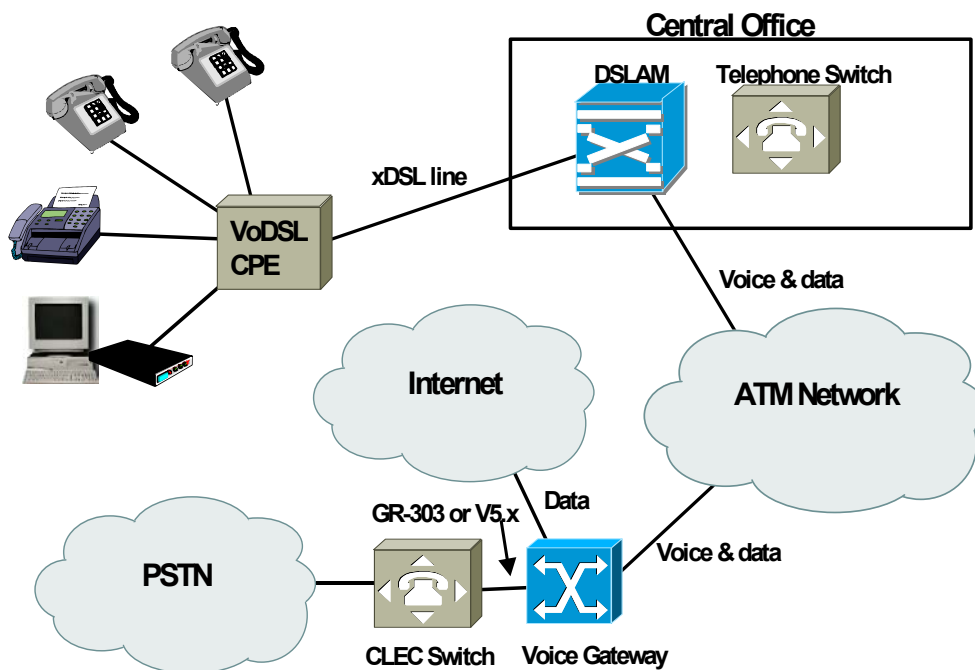 Central Office
DSLAM
Telephone Switch
xDSL line
VoDSL
CPE
Voice & data
Internet
ATM Network
Data
GR-303 or V5.x
Voice & data
PSTN
CLEC Switch
Voice Gateway